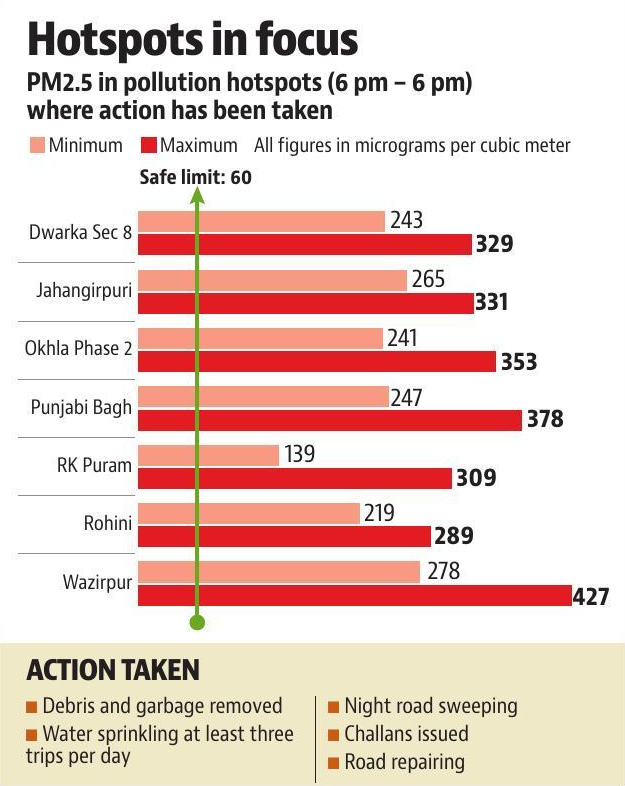 Hotspots in focus
PM2.5 in pollution hotspots (6 pm – 6 pm)
where action has been taken
Minimum Maximum All figures in micrograms per cubic meter
Safe limit: 60
Dwarka Sec 8 243 329
Jahangirpuri 265 331
Okhla Phase 2 241 353
Punjabi Bagh 247 378
RK Puram 139 309
Rohini 219 289
Wazirpur 278 427
ACTION TAKEN
Debris and garbage removed
Water sprinkling at least three
trips per day
Night road sweeping
Challans issued
Road repairing